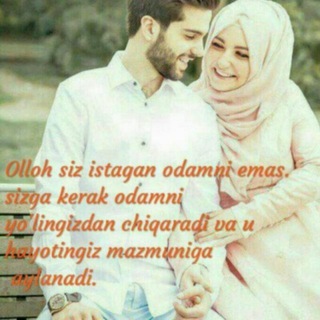 Olloh siz istagan odamni emas.
sizga kerak odamni
yo'lingizdan chiqaradi va u
hayotingiz mazmuniga
aylanadi.